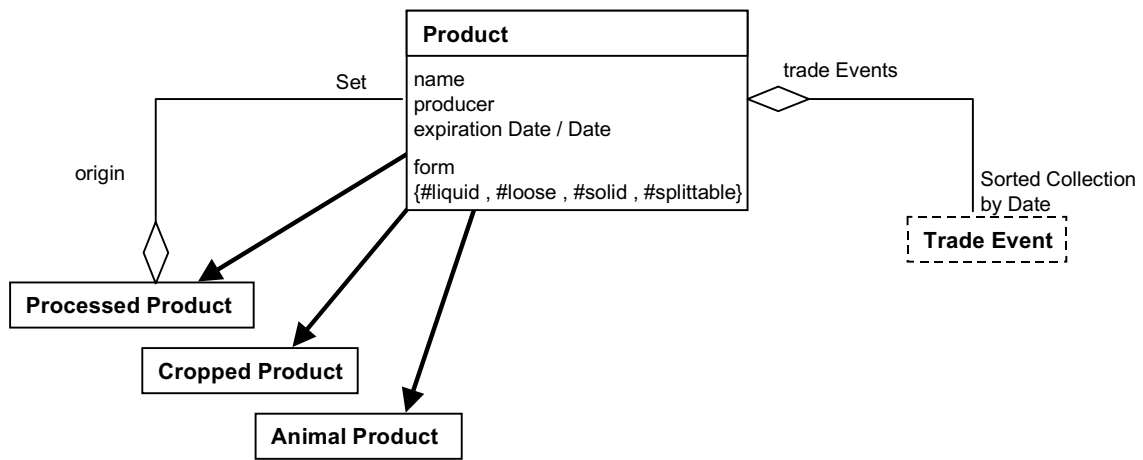 Product
name
producer
expiration Date / Date
form
{#liquid , #loose , #solid , #splittable}
Set
origin
trade Events
Sorted Collection
by Date
Trade Event
Processed Product
Cropped Product
Animal Product